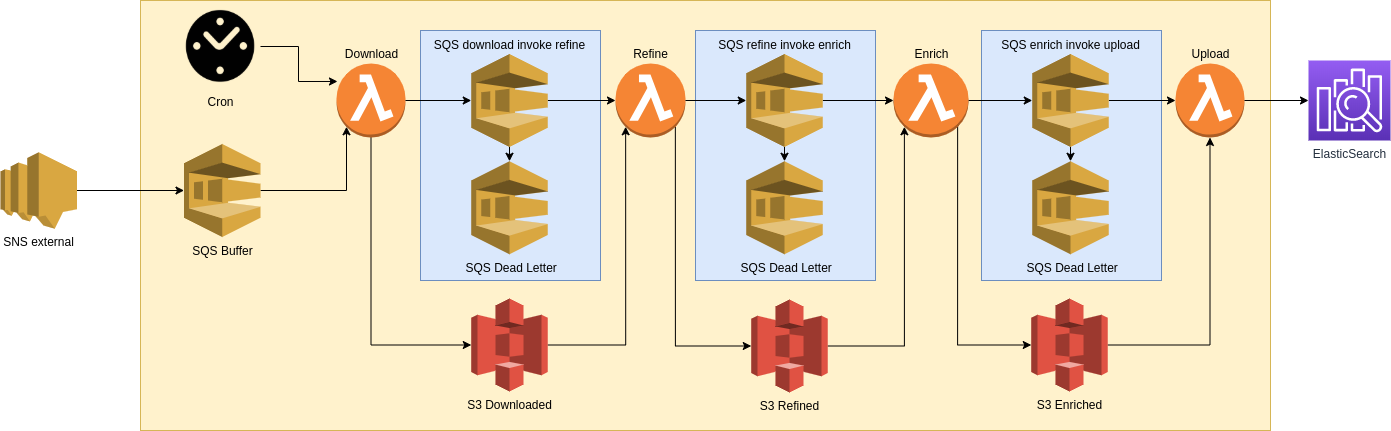 Cron
Download
SQS download invoke refine
Refine
SQS refine invoke enrich
Enrich
SQS enrich invoke upload
Upload
ElasticSearch
SNS external
SQS Buffer
SQS Dead Letter
SQS Dead Letter
SQS Dead Letter
S3 Downloaded
S3 Refined
S3 Enriched